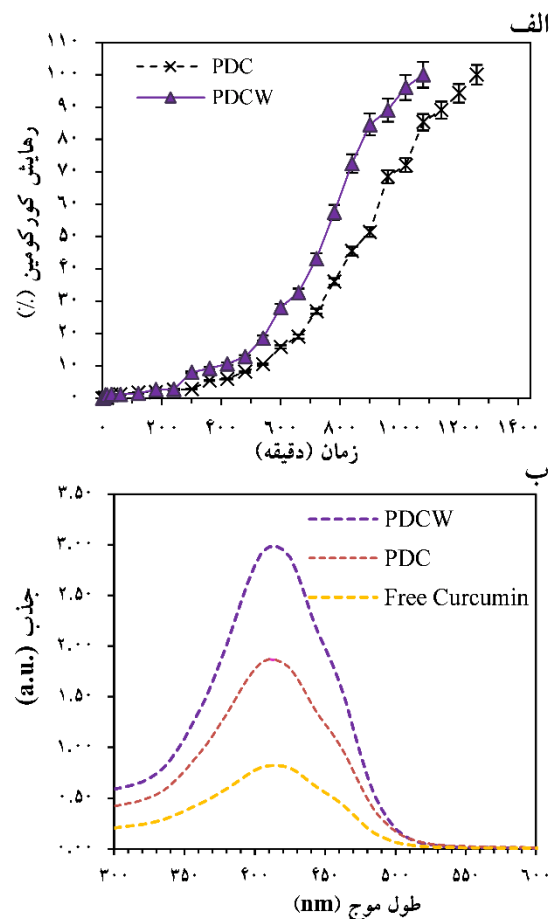 الف
۱۱۰
۱۰۰
۹۰
۸۰
۷۰
۶۰
۵۰
۴۰
۳۰
۲۰
۱۰
۰
رهایش کورکومین (٪)
PDC
PDCW
۰ ۲۰۰ ۴۰۰ ۶۰۰ ۸۰۰ ۱۰۰۰ ۱۲۰۰ ۱۴۰۰
زمان (دقیقه)
ب
۳.۵۰
۳.۰۰
۲.۵۰
۲.۰۰
۱.۵۰
۱.۰۰
۰.۵۰
۰.۰۰
جذب (a.u.)
PDCW
PDC
Free Curcumin
۳۰۰ ۳۵۰ ۴۰۰ ۴۵۰ ۵۰۰ ۵۵۰ ۶۰۰
طول موج (nm)